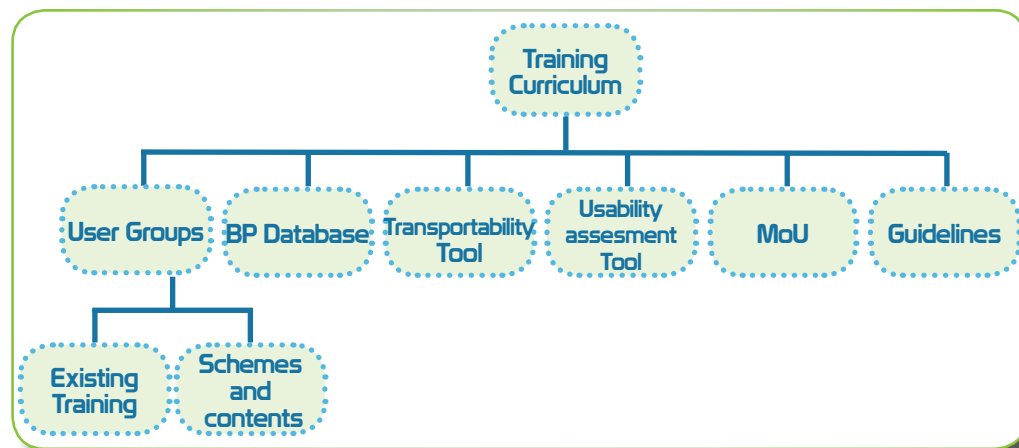 Training
Curriculum
User Groups
BP Database
Transportability
Tool
Usability
assesment
Tool
MoU
Guidelines
Existing
Training
Schemes
and
contents